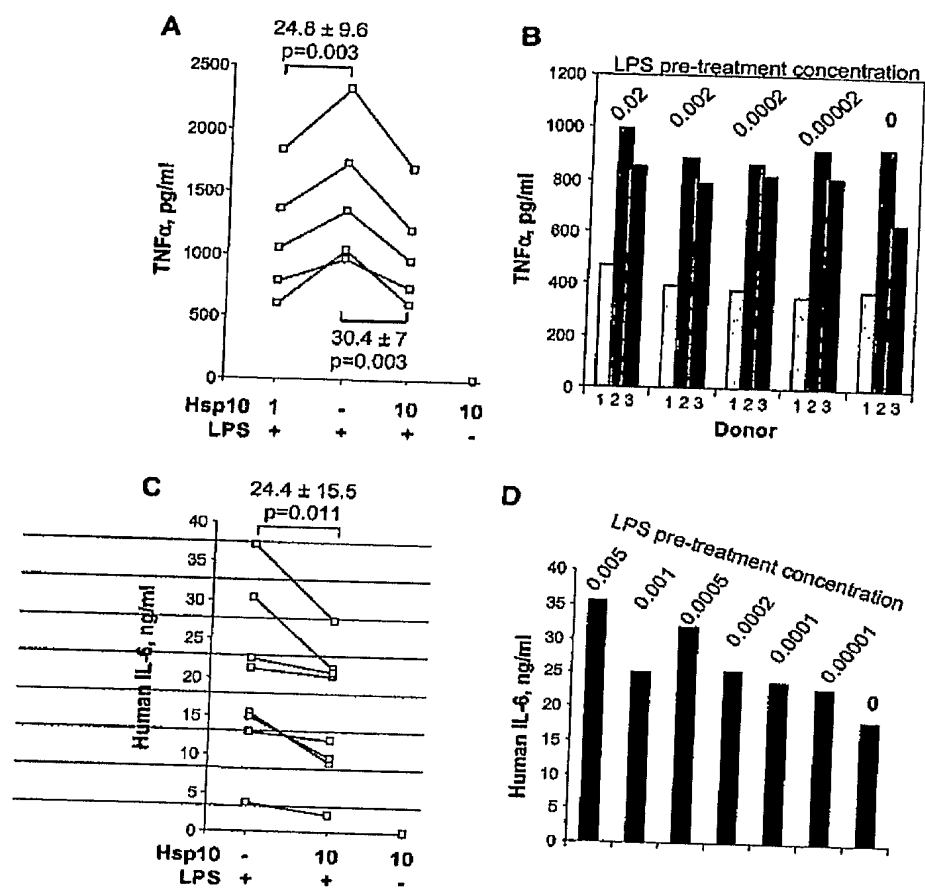 A
24.8 ± 9.6
p=0.003
2500
2000
1500
1000
500
0
TNFα, pg/ml
30.4 ± 7
p=0.003
Hsp10 1 - 10 10
LPS + + + -
B
LPS pre-treatment concentration
1200
1000
800
600
400
200
0
TNFα, pg/ml
0.02 0.002 0.0002 0.00002 0
1 2 3 1 2 3 1 2 3 1 2 3 1 2 3
Donor
C
24.4 ± 15.5
p=0.011
40
35
30
25
20
15
10
5
0
Human IL-6, ng/ml
Hsp10 - 10 10
LPS + + -
D
LPS pre-treatment concentration
40
35
30
25
20
15
10
5
0
Human IL-6, ng/ml
0.005 0.001 0.0005 0.0002 0.0001 0.00001 0